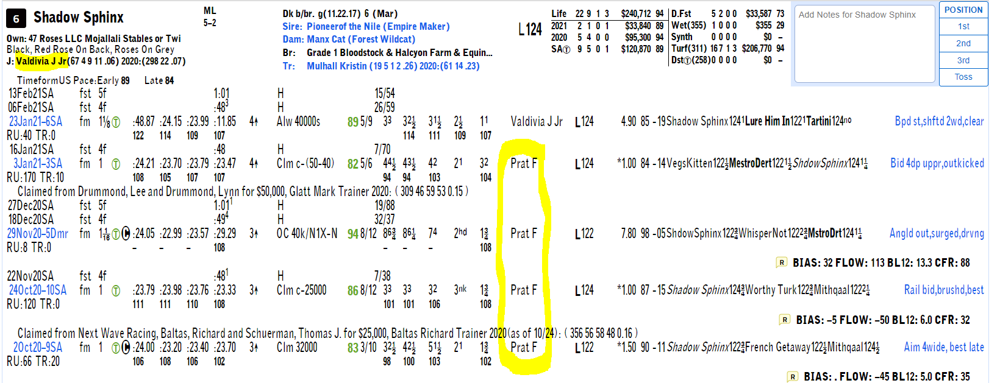 6 Shadow Sphinx
ML
5-2
Own: 47 Roses LLC Mojallali Stables or Twi
Black, Red Rose On Back, Roses On Grey
J: Valdivia J Jr(67 4 9 11 .06) 2020:(298 22 .07)
Dk b/br. g(11.22.17) 6 (Mar)
Sire: Pioneerof the Nile (Empire Maker)
Dam: Manx Cat (Forest Wildcat)
Br: Grade 1 Bloodstock & Halcyon Farm & Equin...
Tr: Mulhall Kristin (19 5 1 2 .26) 2020:(61 14 .23)
L124
Life 22 9 1 3 $240,712 94
2021 2 1 0 1 $33,840 89
2020 5 4 0 0 $95,300 94
SAⓉ 9 5 0 1 $120,870 89
D.Fst 5 2 0 0 $33,587 73
Wet(355) 1 0 0 0 $355 29
Synth 0 0 0 0 $0 -
Turf(311) 16 7 1 3 $206,770 94
DstⓉ(258) 0 0 0 0 $0 -
Add Notes for Shadow Sphinx
POSITION
1st
2nd
3rd
Toss
TimeformUS Pace:Early 89 Late 84
13Feb21SA fst 5f 1:01 H 15/54
06Feb21SA fst 4f :48³ H 26/59
23Jan21-6SA fm 1⅛ Ⓣ :48.87 :24.15 :23.99 :11.85 4↑ Alw 40000s 89 5/9 33 32½ 31½ 2½ 11 Valdivia J Jr L124 4.90 85 -19 Shadow Sphinx1241Lure Him In1221Tartini124no Bpd st,shftd 2wd,clear
RU:40 TR:0 122 114 109 107 114 111 109 107
16Jan21SA fst 4f :48 H 7/70
3Jan21-3SA fm 1 Ⓣ :24.21 :23.70 :23.79 :23.47 4↑ Clm c-(50-40) 82 5/6 44½ 43½ 42 21 32 Prat F L124 *1.00 84 -14 VegsKitten122½MestroDert1221½ShdowSphinx1241¼ Bid 4dp uppr,outkicked
RU:170 TR:10 108 105 107 107 94 94 103 104
Claimed from Drummond, Lee and Drummond, Lynn for $50,000, Glatt Mark Trainer 2020: ( 309 46 59 53 0.15 )
27Dec20SA fst 5f 1:01¹ H 19/88
18Dec20SA fst 4f :49⁴ H 32/37
29Nov20-5Dmr fm 1 1/16 ⓉC :24.05 :22.99 :23.57 :29.29 3↑ OC 40k/N1X-N 94 8/12 86¾ 86¼ 74 2hd 1¾ Prat F L122 7.80 98 -05 ShdowSphinx122¾WhisperNot1222¾MstroDrt1241¼ Angld out,surged,drvng
RU:8 TR:0 - - - 108 - - - 108
R BIAS: 32 FLOW: 113 BL12: 13.3 CFR: 88
22Nov20SA fst 4f :48¹ H 7/38
24Oct20-10SA fm 1 Ⓣ :23.79 :23.98 :23.76 :23.33 3↑ Clm c-25000 86 8/12 33 33 32 3nk 1¾ Prat F L124 *1.00 87 -15 Shadow Sphinx124¾Worthy Turk122¾Mithqaal1222¼ Rail bid,brushd,best
RU:120 TR:0 111 111 110 108 101 101 106 108
R BIAS: -5 FLOW: -50 BL12: 6.0 CFR: 32
Claimed from Next Wave Racing, Baltas, Richard and Schuerman, Thomas J. for $25,000, Baltas Richard Trainer 2020(as of 10/24): ( 356 56 58 48 0.16 )
2Oct20-9SA fm 1 ⓉC :24.00 :23.20 :23.40 :23.70 3↑ Clm 32000 83 3/10 32½ 42½ 51½ 21 1¾ Prat F L122 *1.50 90 -11 Shadow Sphinx122¾French Getaway122½Mithqaal124½ Aim 4wide, best late
RU:66 TR:20 106 108 106 102 98 100 103 102
R BIAS: . FLOW: -45 BL12: 5.0 CFR: 35